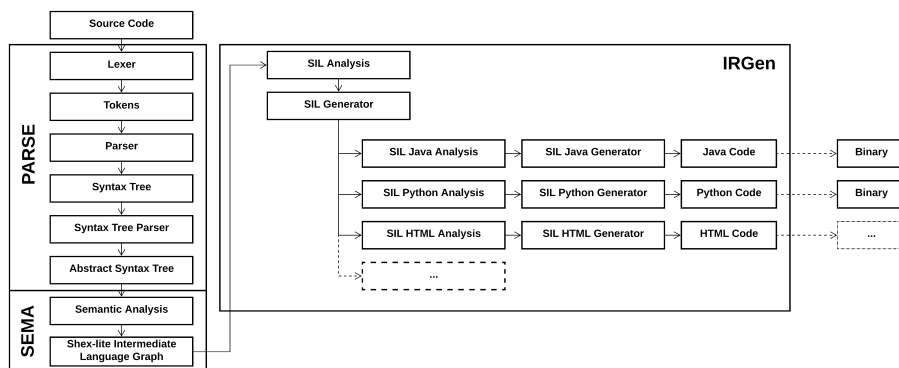 Source Code
PARSE
Lexer
Tokens
Parser
Syntax Tree
Syntax Tree Parser
Abstract Syntax Tree
SEMA
Semantic Analysis
Shex-lite Intermediate
Language Graph
IRGen
SIL Analysis
SIL Generator
SIL Java Analysis
SIL Java Generator
Java Code
Binary
SIL Python Analysis
SIL Python Generator
Python Code
Binary
SIL HTML Analysis
SIL HTML Generator
HTML Code
...
...